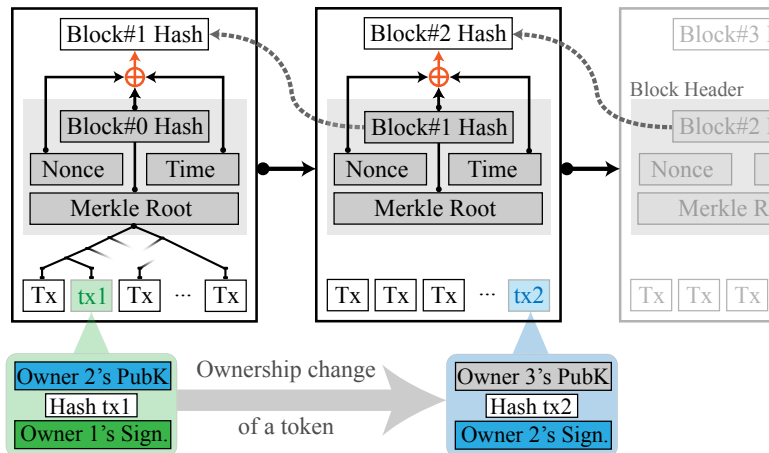 Block#1 Hash
Block#2 Hash
Block#3
Block Header
Block#0 Hash
Block#1 Hash
Block#2
Nonce
Time
Nonce
Time
Nonce
Merkle Root
Merkle Root
Merkle
Tx
tx1
Tx
...
Tx
Tx
Tx
Tx
...
tx2
Tx
Tx
Tx
Owner 2's PubK
Hash tx1
Owner 1's Sign.
Ownership change
of a token
Owner 3's PubK
Hash tx2
Owner 2's Sign.